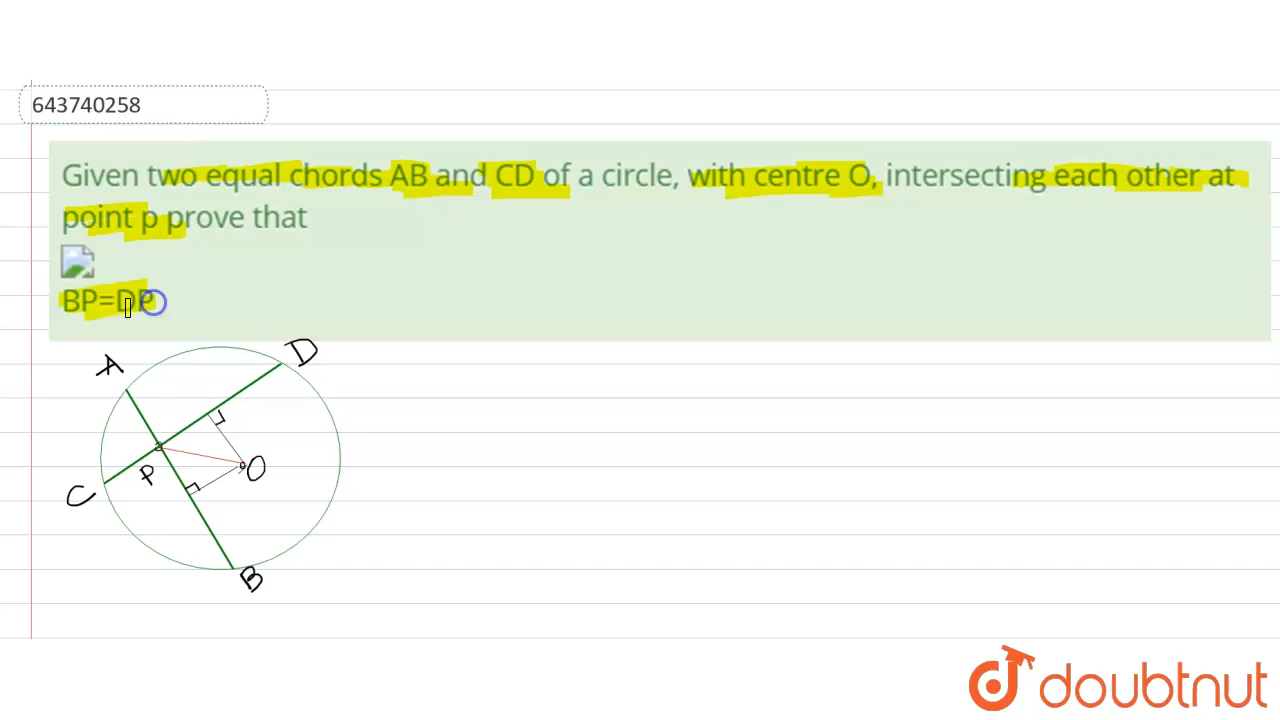 643740258
Given two equal chords AB and CD of a circle, with centre O, intersecting each other at
point p prove that
BP=DP
A
D
P
O
C
B
doubtnut